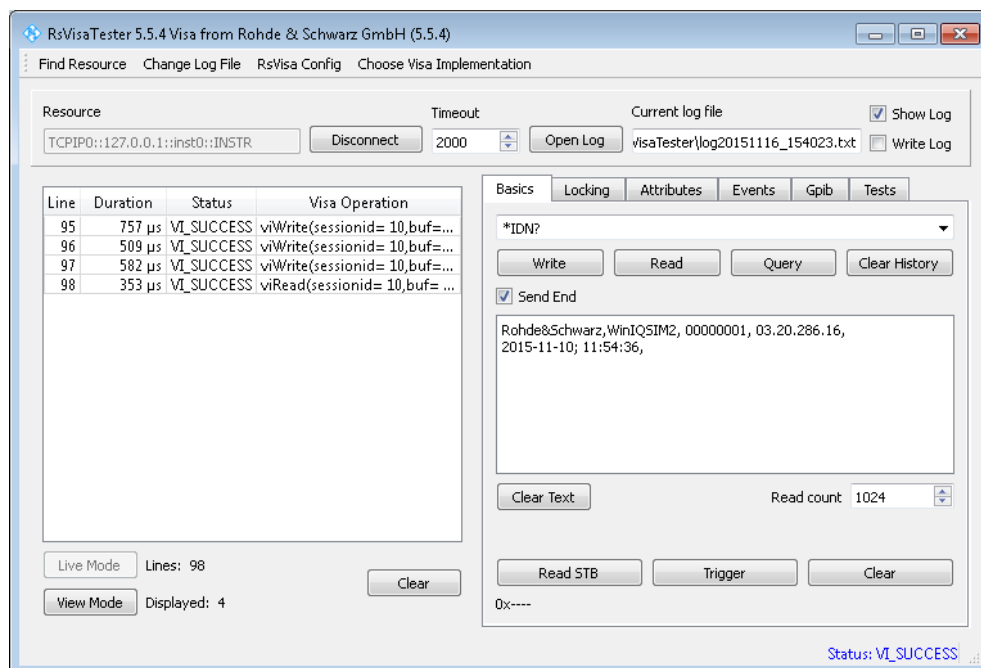 RsVisaTester 5.5.4 Visa from Rohde & Schwarz GmbH (5.5.4)
Find Resource Change Log File RsVisa Config Choose Visa Implementation
Resource Timeout Current log file Show Log
TCPIP0::127.0.0.1::inst0::INSTR Disconnect 2000 Open Log visaTester\log20151116_154023.txt Write Log
Basics Locking Attributes Events Gpib Tests
Line Duration Status Visa Operation
95 757 µs VI_SUCCESS viWrite(sessionid= 10,buf=...
96 509 µs VI_SUCCESS viWrite(sessionid= 10,buf=...
97 582 µs VI_SUCCESS viWrite(sessionid= 10,buf=...
98 353 µs VI_SUCCESS viRead(sessionid= 10,buf= ...
*IDN?
Write Read Query Clear History
Send End
Rohde&Schwarz,WinIQSIM2, 00000001, 03.20.286.16,
2015-11-10; 11:54:36,
Clear Text Read count 1024
Live Mode Lines: 98
Clear
View Mode Displayed: 4
Read STB Trigger Clear
0x----
Status: VI_SUCCESS